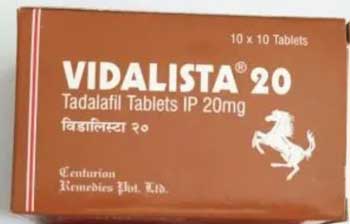 10 x 10 Tablets
VIDALISTA® 20
Tadalafil Tablets IP 20mg
विडालिस्टा २०
Centurion
Remedies Pvt. Ltd.